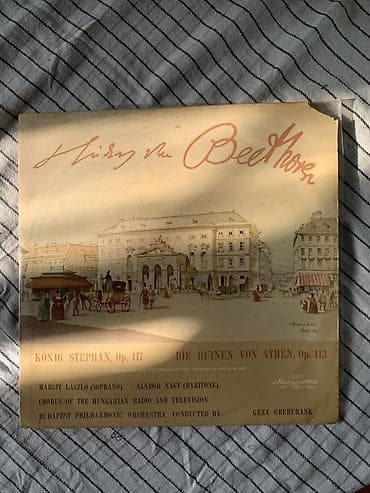 Ludwig van Beethoven
KÖNIG STEPHAN, Op. 117 DIE RUINEN VON ATHEN, Op. 113
MARGIT LÁSZLÓ (SOPRANO), SÁNDOR NAGY (BARITONE),
CHORUS OF THE HUNGARIAN RADIO AND TELEVISION
BUDAPEST PHILHARMONIC ORCHESTRA CONDUCTED BY GÉZA OBERFRANK
Hungaroton